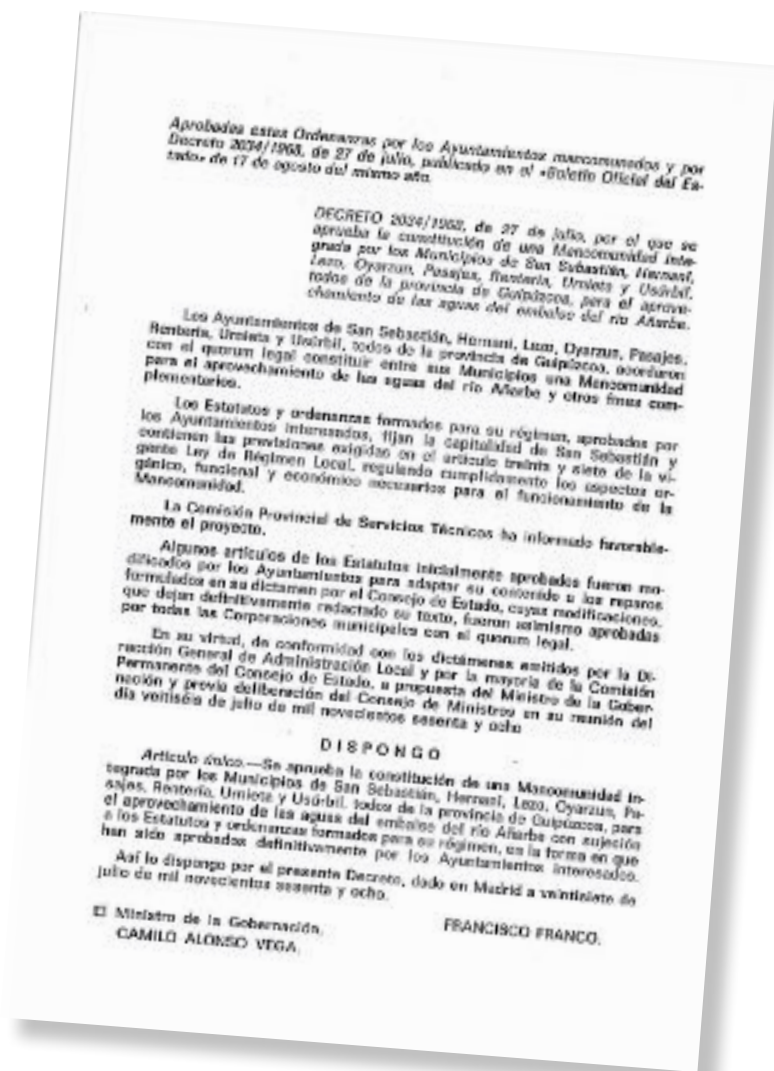 Aprobadas estas Ordenanzas por los Ayuntamientos mancomunados y por
Decreto 2034/1968, de 27 de julio, publicado en el «Boletín Oficial del Es-
tado» de 17 de agosto del mismo año.
DECRETO 2034/1968, de 27 de julio, por el que se
aprueba la constitución de una Mancomunidad inte-
grada por los Municipios de San Sebastián, Hernani,
Lezo, Oyarzun, Pasajes, Rentería, Urnieta y Usúrbil,
todos de la provincia de Guipúzcoa, para el aprove-
chamiento de las aguas del embalse del río Añarbe.
Los Ayuntamientos de San Sebastián, Hernani, Lezo, Oyarzun, Pasajes,
Rentería, Urnieta y Usúrbil, todos de la provincia de Guipúzcoa, acordaron
con el quorum legal constituir entre sus Municipios una Mancomunidad
para el aprovechamiento de las aguas del río Añarbe y otros fines com-
plementarios.
Los Estatutos y ordenanzas formados para su régimen, aprobados por
los Ayuntamientos interesados, fijan la capitalidad de San Sebastián y
contienen las previsiones exigidas en el artículo treinta y siete de la vi-
gente Ley de Régimen Local, regulando cumplidamente los aspectos or-
gánico, funcional y económico necesarios para el funcionamiento de la
Mancomunidad.
La Comisión Provincial de Servicios Técnicos ha informado favorable-
mente el proyecto.
Algunos artículos de los Estatutos inicialmente aprobados fueron mo-
dificados por los Ayuntamientos para adaptar su contenido a los reparos
formulados en su dictamen por el Consejo de Estado, cuyas modificaciones,
que dejan definitivamente redactado su texto, fueron asimismo aprobadas
por todas las Corporaciones municipales con el quorum legal.
En su virtud, de conformidad con los dictámenes emitidos por la Di-
rección General de Administración Local y por la mayoría de la Comisión
Permanente del Consejo de Estado, a propuesta del Ministro de la Gober-
nación y previa deliberación del Consejo de Ministros en su reunión del
día veitiséis de julio de mil novecientos sesenta y ocho
DISPONGO
Artículo único.—Se aprueba la constitución de una Mancomunidad in-
tegrada por los Municipios de San Sebastián, Hernani, Lezo, Oyarzun, Pa-
sajes, Rentería, Urnieta y Usúrbil, todos de la provincia de Guipúzcoa, para
el aprovechamiento de las aguas del embalse del río Añarbe con sujeción
a los Estatutos y ordenanzas formados para su régimen, en la forma en que
han sido aprobados definitivamente por los Ayuntamientos interesados.
Así lo dispongo por el presente Decreto, dado en Madrid a veintisiete de
julio de mil novecientos sesenta y ocho.
El Ministro de la Gobernación,
CAMILO ALONSO VEGA.
FRANCISCO FRANCO.